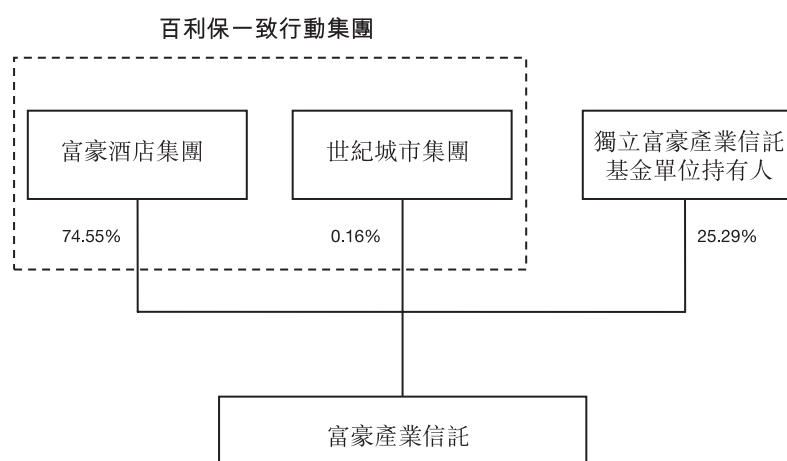 百利保一致行動集團
富豪酒店集團
世紀城市集團
獨立富豪產業信託
基金單位持有人
74.55%
0.16%
25.29%
富豪產業信託